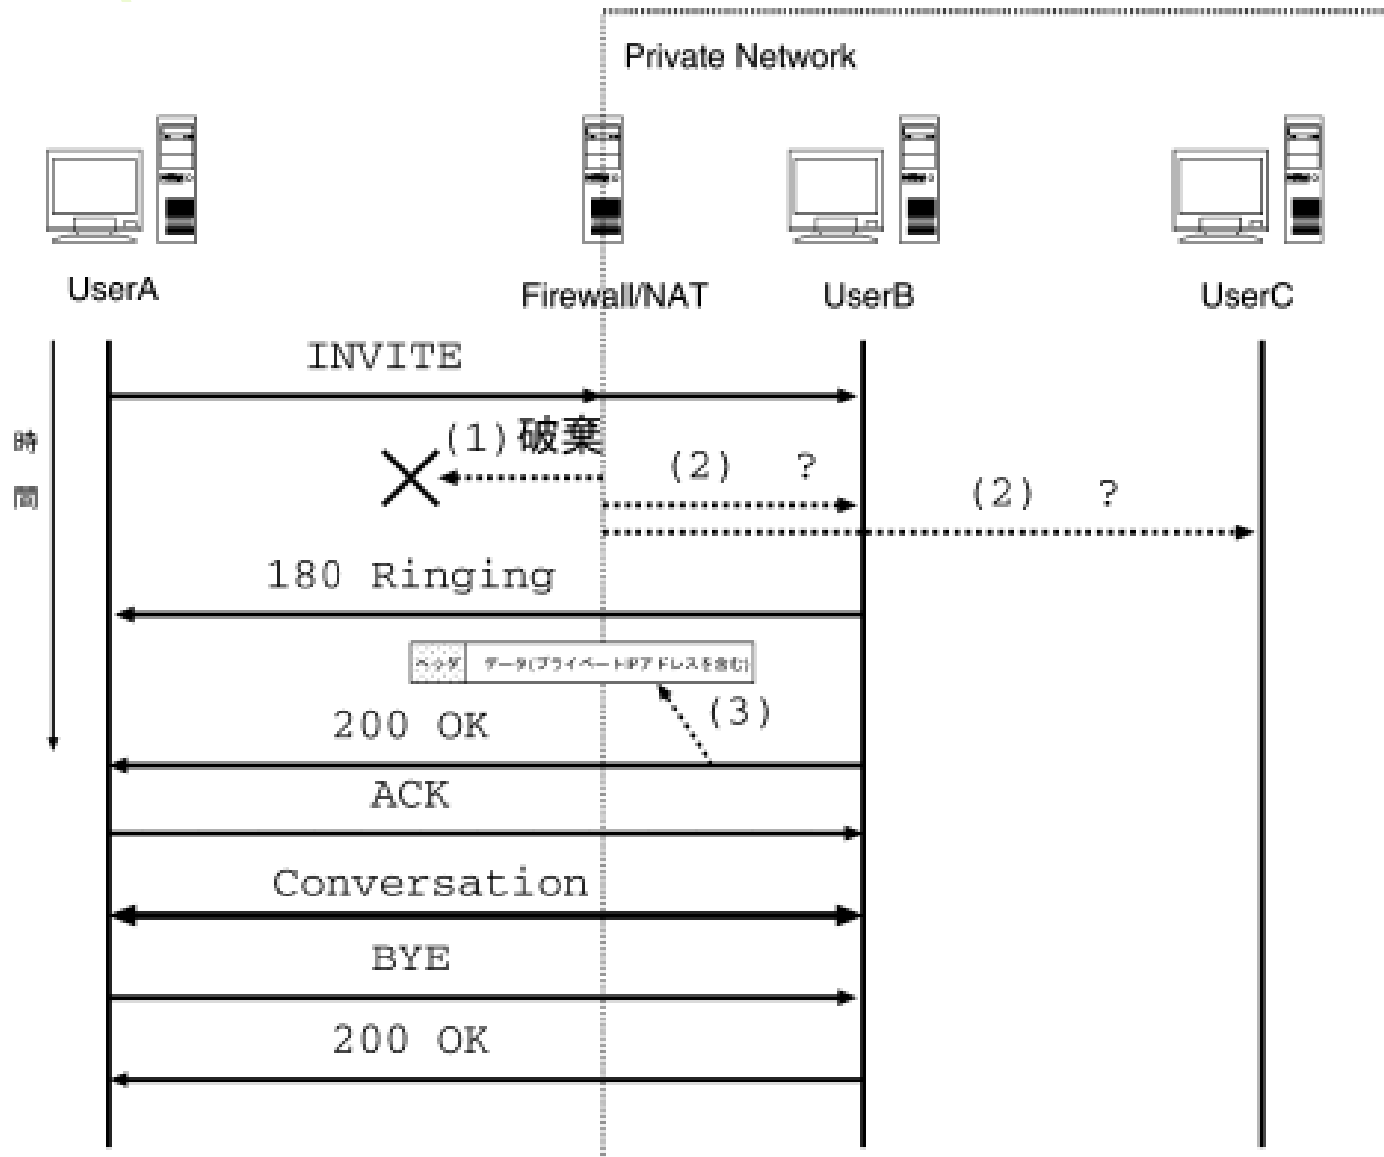 Private Network
UserA
Firewall/NAT
UserB
UserC
時間
INVITE
(1)破棄
(2) ?
(2) ?
180 Ringing
ヘッダ データ(プライベートIPアドレスを含む)
(3)
200 OK
ACK
Conversation
BYE
200 OK